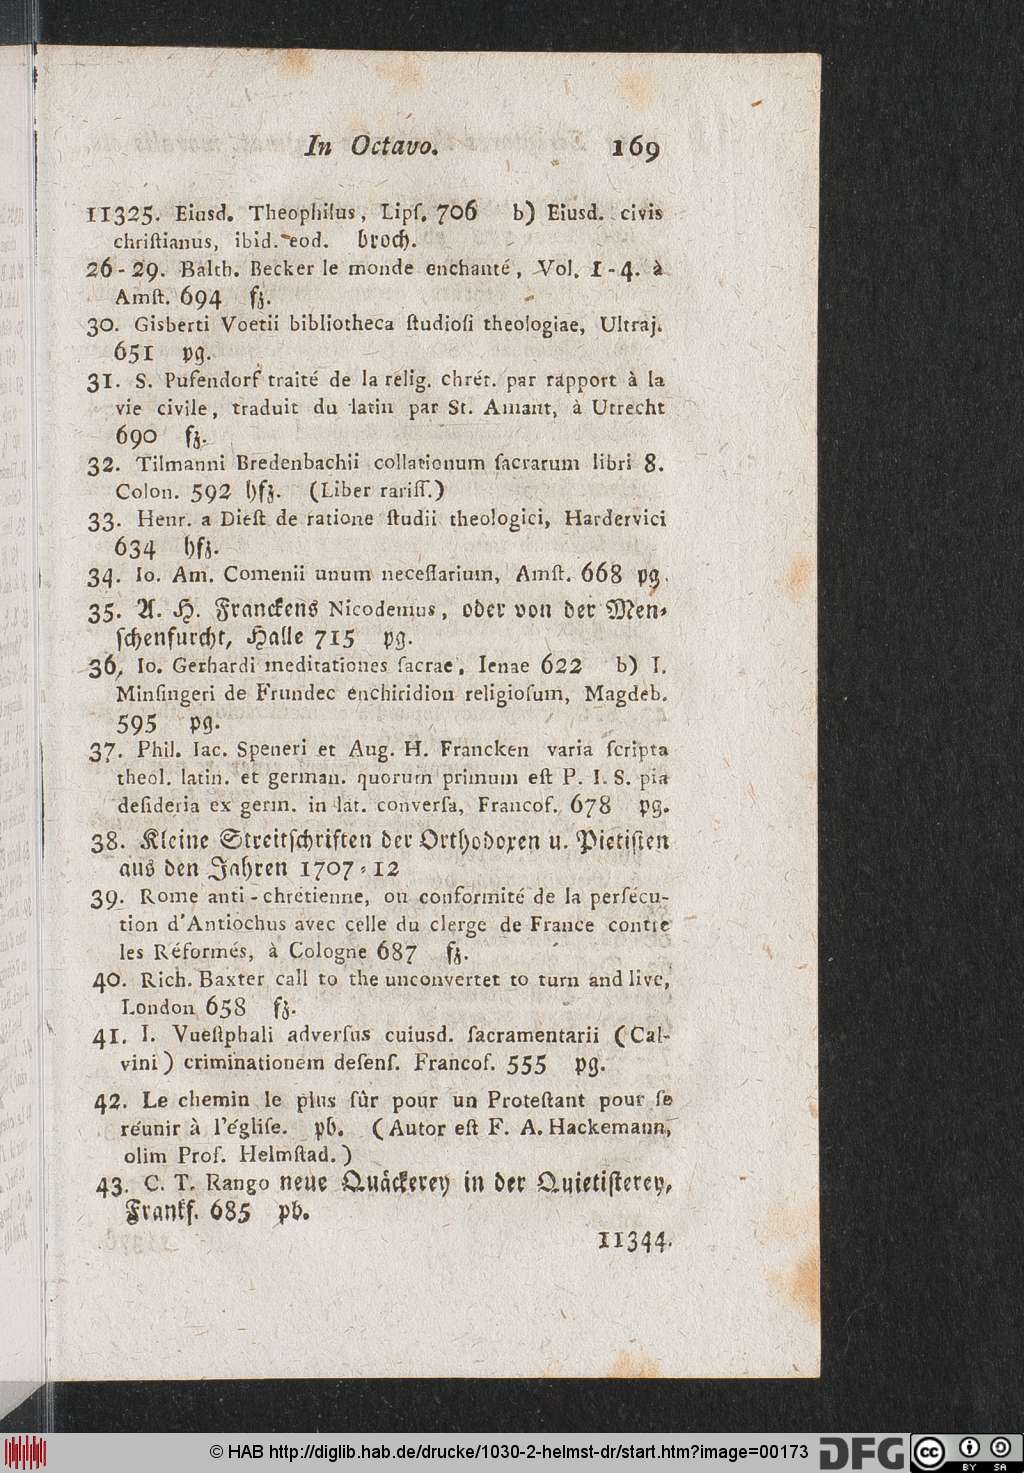 In Octavo. 169
11325. Eiusd. Theophilus, Lipſ. 706 b) Eiusd. civis
chriſtianus, ibid. eod. broch.
26-29. Balth. Becker le monde enchanté, Vol. 1-4. à
Amſt. 694 fz.
30. Gisberti Voetii bibliotheca ſtudioſi theologiae, Ultraj.
651 pg.
31. S. Pufendorf traité de la relig. chrét. par rapport à la
vie civile, traduit du latin par St. Amant, à Utrecht
690 fz.
32. Tilmanni Bredenbachii collationum ſacrarum libri 8.
Colon. 592 hfz. (Liber rariſſ.)
33. Henr. a Dieſt de ratione ſtudii theologici, Hardervici
634 hfz.
34. Io. Am. Comenii unum neceſſarium, Amſt. 668 pg.
35. A. H. Franckens Nicodemus, oder von der Men-
ſchenfurcht, Halle 715 pg.
36. Io. Gerhardi meditationes ſacrae, Ienae 622 b) I.
Minſingeri de Frundec enchiridion religioſum, Magdeb.
595 pg.
37. Phil. Iac. Speneri et Aug. H. Francken varia ſcripta
theol. latin. et german. quorum primum eſt P. I. S. pia
deſideria ex germ. in lat. converſa, Francof. 678 pg.
38. Kleine Streitſchriften der Orthodoxen u. Pietiſten
aus den Jahren 1707-12
39. Rome anti-chrétienne, ou conformité de la perſécu-
tion d'Antiochus avec celle du clerge de France contre
les Réformés, à Cologne 687 fz.
40. Rich. Baxter call to the unconvertet to turn and live,
London 658 fz.
41. I. Vueſtphali adverſus cuiusd. ſacramentarii (Cal-
vini) criminationem defenſ. Francof. 555 pg.
42. Le chemin le plus ſûr pour un Proteſtant pour ſe
réunir à l'égliſe. pb. (Autor eſt F. A. Hackemann,
olim Prof. Helmſtad.)
43. C. T. Rango neue Quäckerey in der Quietiſterey,
Frankf. 685 pb.
11344.
© HAB http://diglib.hab.de/drucke/1030-2-helmst-dr/start.htm?image=00173 DFG cc BY SA